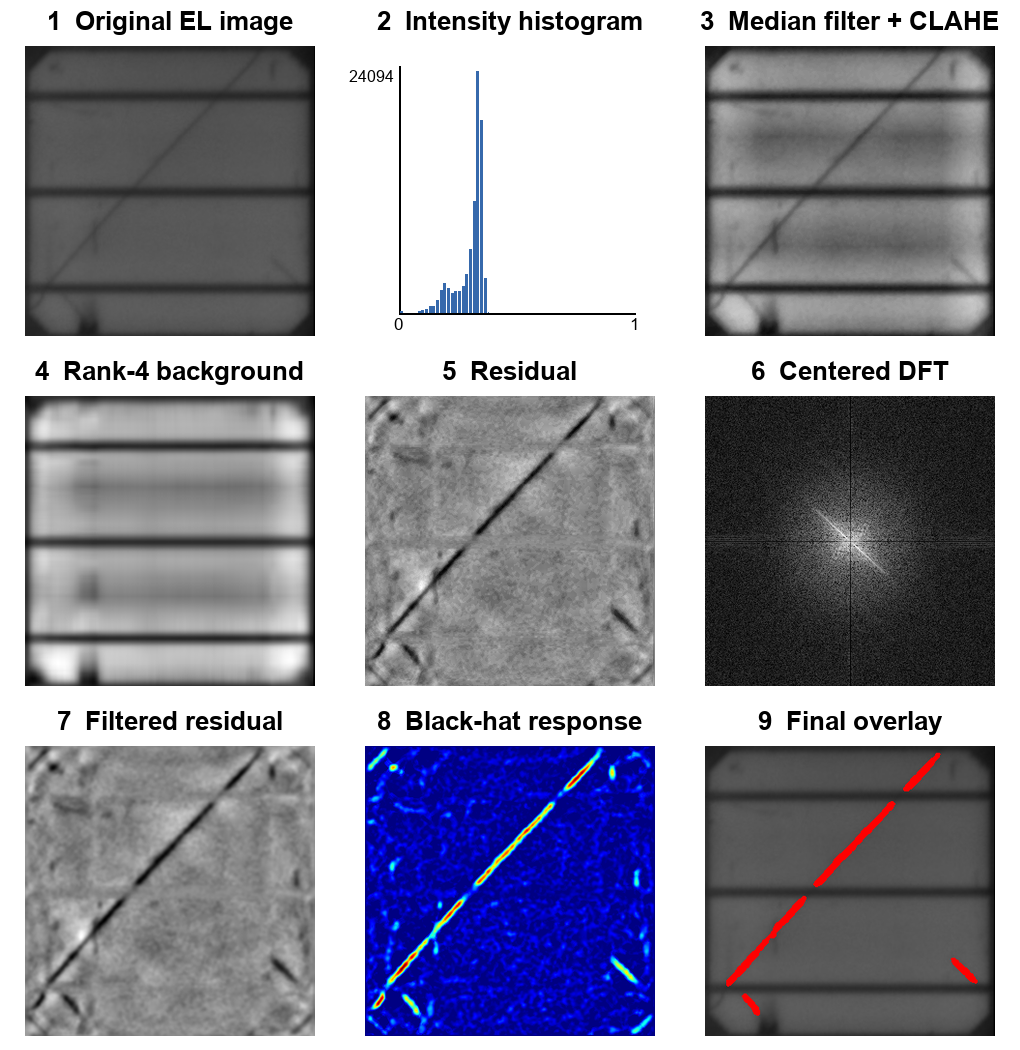 1 Original EL image
2 Intensity histogram
3 Median filter + CLAHE
24094
0
1
4 Rank-4 background
5 Residual
6 Centered DFT
7 Filtered residual
8 Black-hat response
9 Final overlay